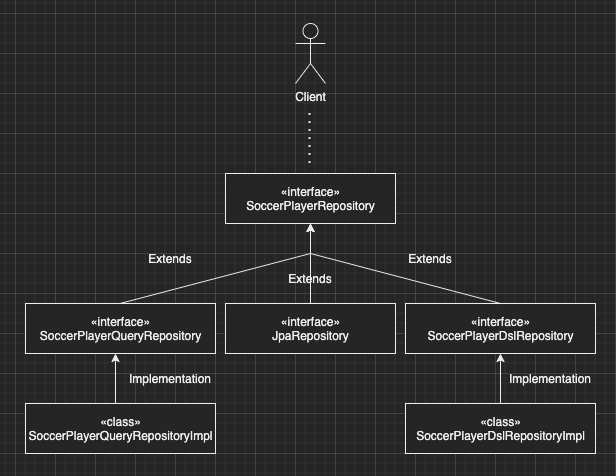 Client
«interface»
SoccerPlayerRepository
Extends
Extends
Extends
«interface»
SoccerPlayerQueryRepository
«interface»
JpaRepository
«interface»
SoccerPlayerDslRepository
Implementation
Implementation
«class»
SoccerPlayerQueryRepositoryImpl
«class»
SoccerPlayerDslRepositoryImpl